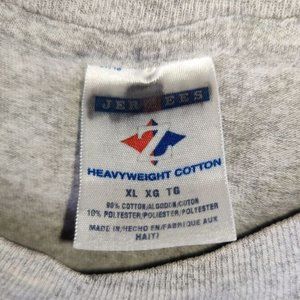 JERZEES
HEAVYWEIGHT COTTON
XL XG TG
90% COTTON/ALGODON/COTON
10% POLYESTER/POLIESTER/POLYESTER
MADE IN/HECHO EN/FABRIQUE AUX
HAITI